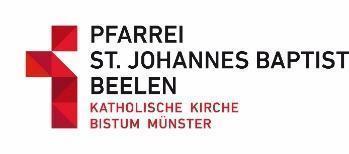 PFARREI
ST. JOHANNES BAPTIST
BEELEN
KATHOLISCHE KIRCHE
BISTUM MÜNSTER